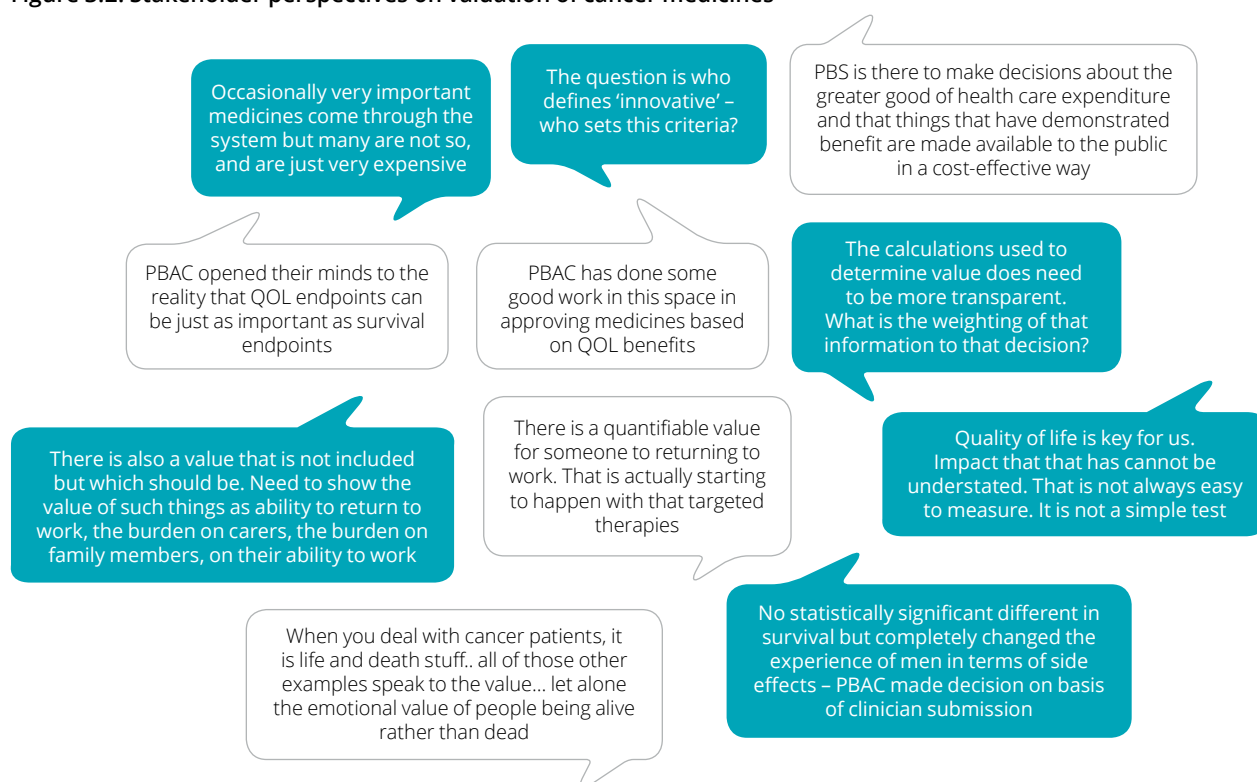 Figure 3.2: Stakeholder perspectives on valuation of cancer medicines
Occasionally very important
medicines come through the
system but many are not so,
and are just very expensive
The question is who
defines ‘innovative’ –
who sets this criteria?
PBS is there to make decisions about the
greater good of health care expenditure
and that things that have demonstrated
benefit are made available to the public
in a cost-effective way
PBAC opened their minds to the
reality that QOL endpoints can
be just as important as survival
endpoints
PBAC has done some
good work in this space in
approving medicines based
on QOL benefits
The calculations used to
determine value does need
to be more transparent.
What is the weighting of that
information to that decision?
There is also a value that is not included
but which should be. Need to show the
value of such things as ability to return to
work, the burden on carers, the burden on
family members, on their ability to work
There is a quantifiable value
for someone to returning to
work. That is actually starting
to happen with that targeted
therapies
Quality of life is key for us.
Impact that that has cannot be
understated. That is not always easy
to measure. It is not a simple test
When you deal with cancer patients, it
is life and death stuff.. all of those other
examples speak to the value... let alone
the emotional value of people being alive
rather than dead
No statistically significant different in
survival but completely changed the
experience of men in terms of side
effects – PBAC made decision on basis
of clinician submission